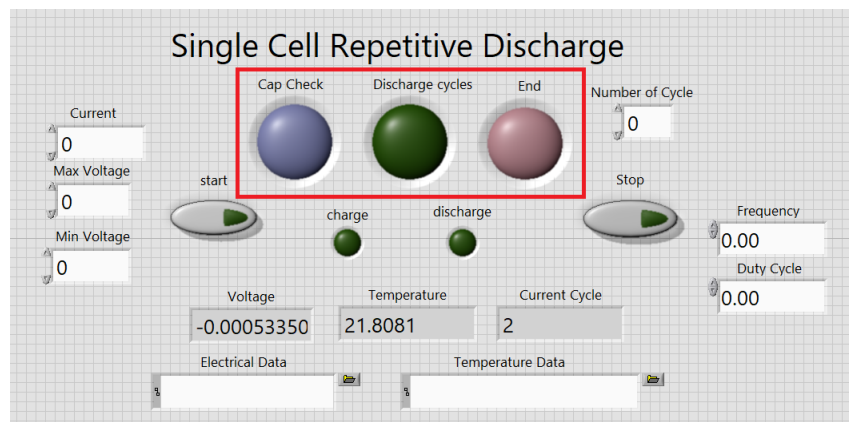 Single Cell Repetitive Discharge
Cap Check
Discharge cycles
End
Number of Cycle
0
Current
0
Max Voltage
0
Min Voltage
0
start
Stop
charge
discharge
Frequency
0.00
Duty Cycle
0.00
Voltage
-0.00053350
Temperature
21.8081
Current Cycle
2
Electrical Data
Temperature Data